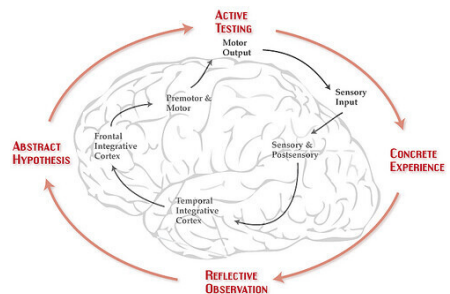 ACTIVE
TESTING
Motor
Output
Sensory
Input
Premotor &
Motor
Frontal
Integrative
Cortex
Sensory &
Postsensory
ABSTRACT
HYPOTHESIS
CONCRETE
EXPERIENCE
Temporal
Integrative
Cortex
REFLECTIVE
OBSERVATION